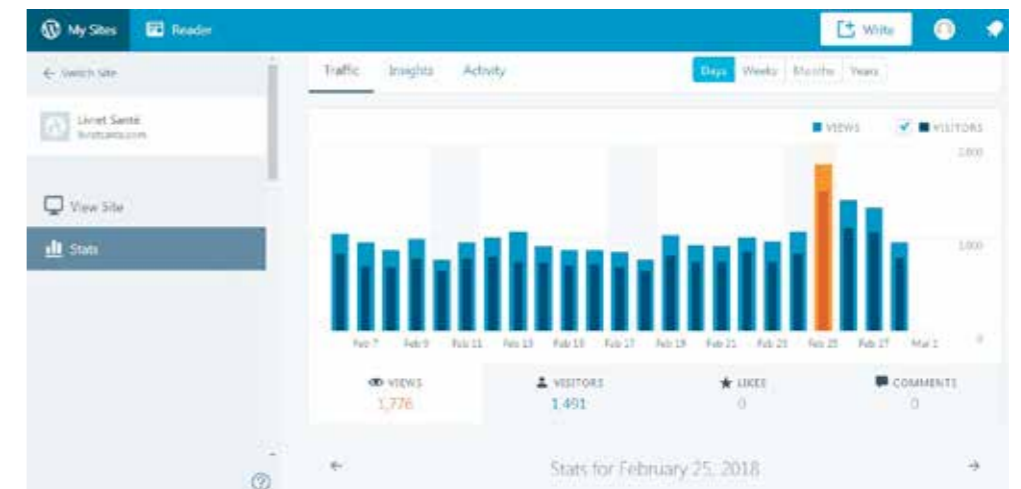 My Sites Reader Write
Switch Site
Traffic Insights Activity Days Weeks Months Years
Livret Santé
livretsante.com
VIEWS VISITORS
2,000
View Site
Stats
1,000
Feb 7 Feb 9 Feb 11 Feb 13 Feb 15 Feb 17 Feb 19 Feb 21 Feb 23 Feb 25 Feb 27 Mar 1 0
VIEWS VISITORS LIKES COMMENTS
1,776 1,491 0 0
Stats for February 25, 2018